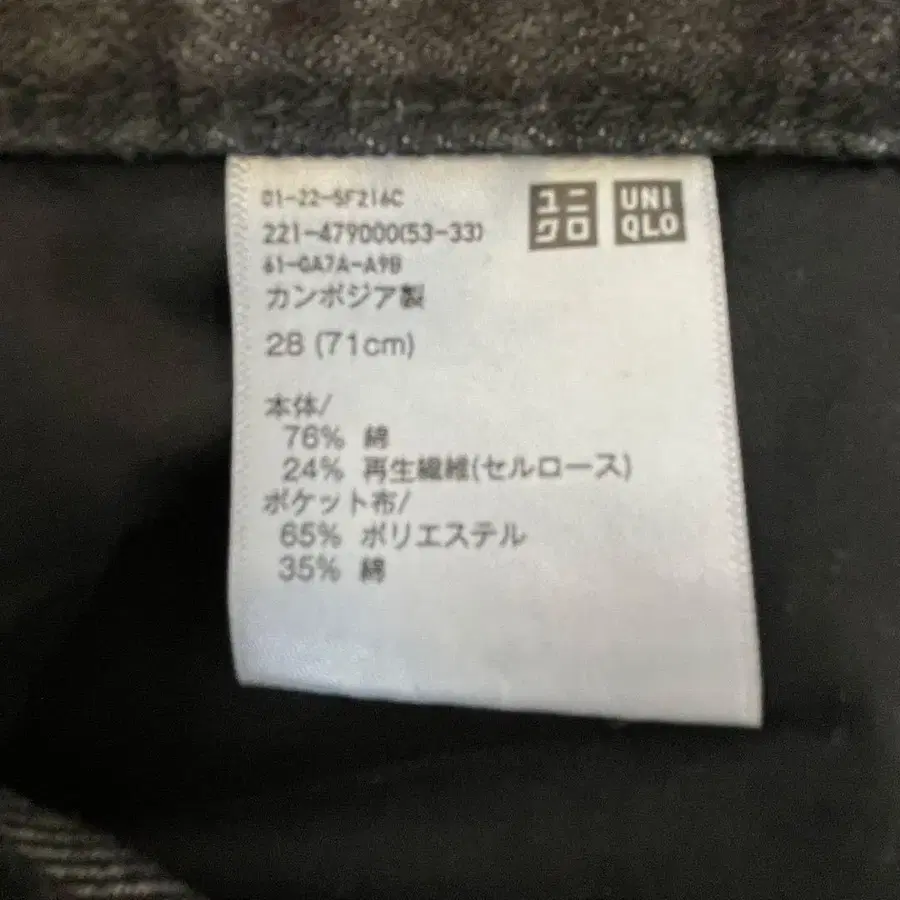 01-22-SF216C
221-479000(53-33)
61-GA7A-A9B
カンボジア製
ユニクロ
UNIQLO
28 (71cm)
本体/
76% 綿
24% 再生繊維(セルロース)
ポケット布/
65% ポリエステル
35% 綿